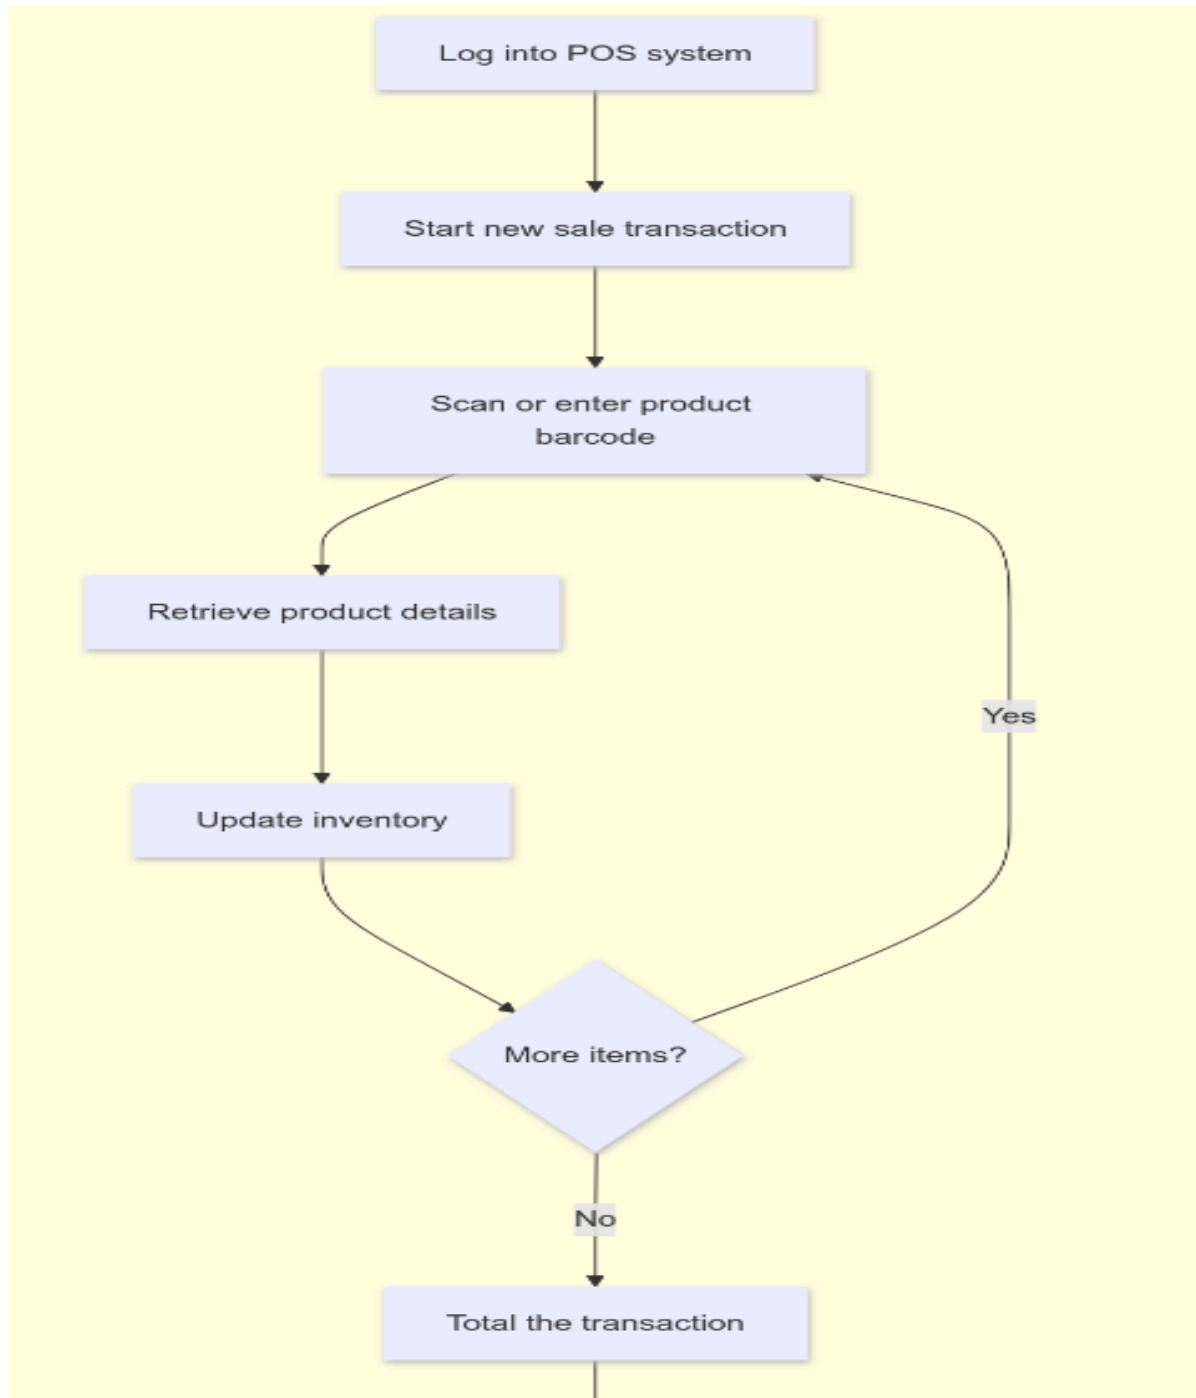 Log into POS system
Start new sale transaction
Scan or enter product
barcode
Retrieve product details
Yes
Update inventory
More items?
No
Total the transaction